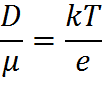 D/μ = kT/e